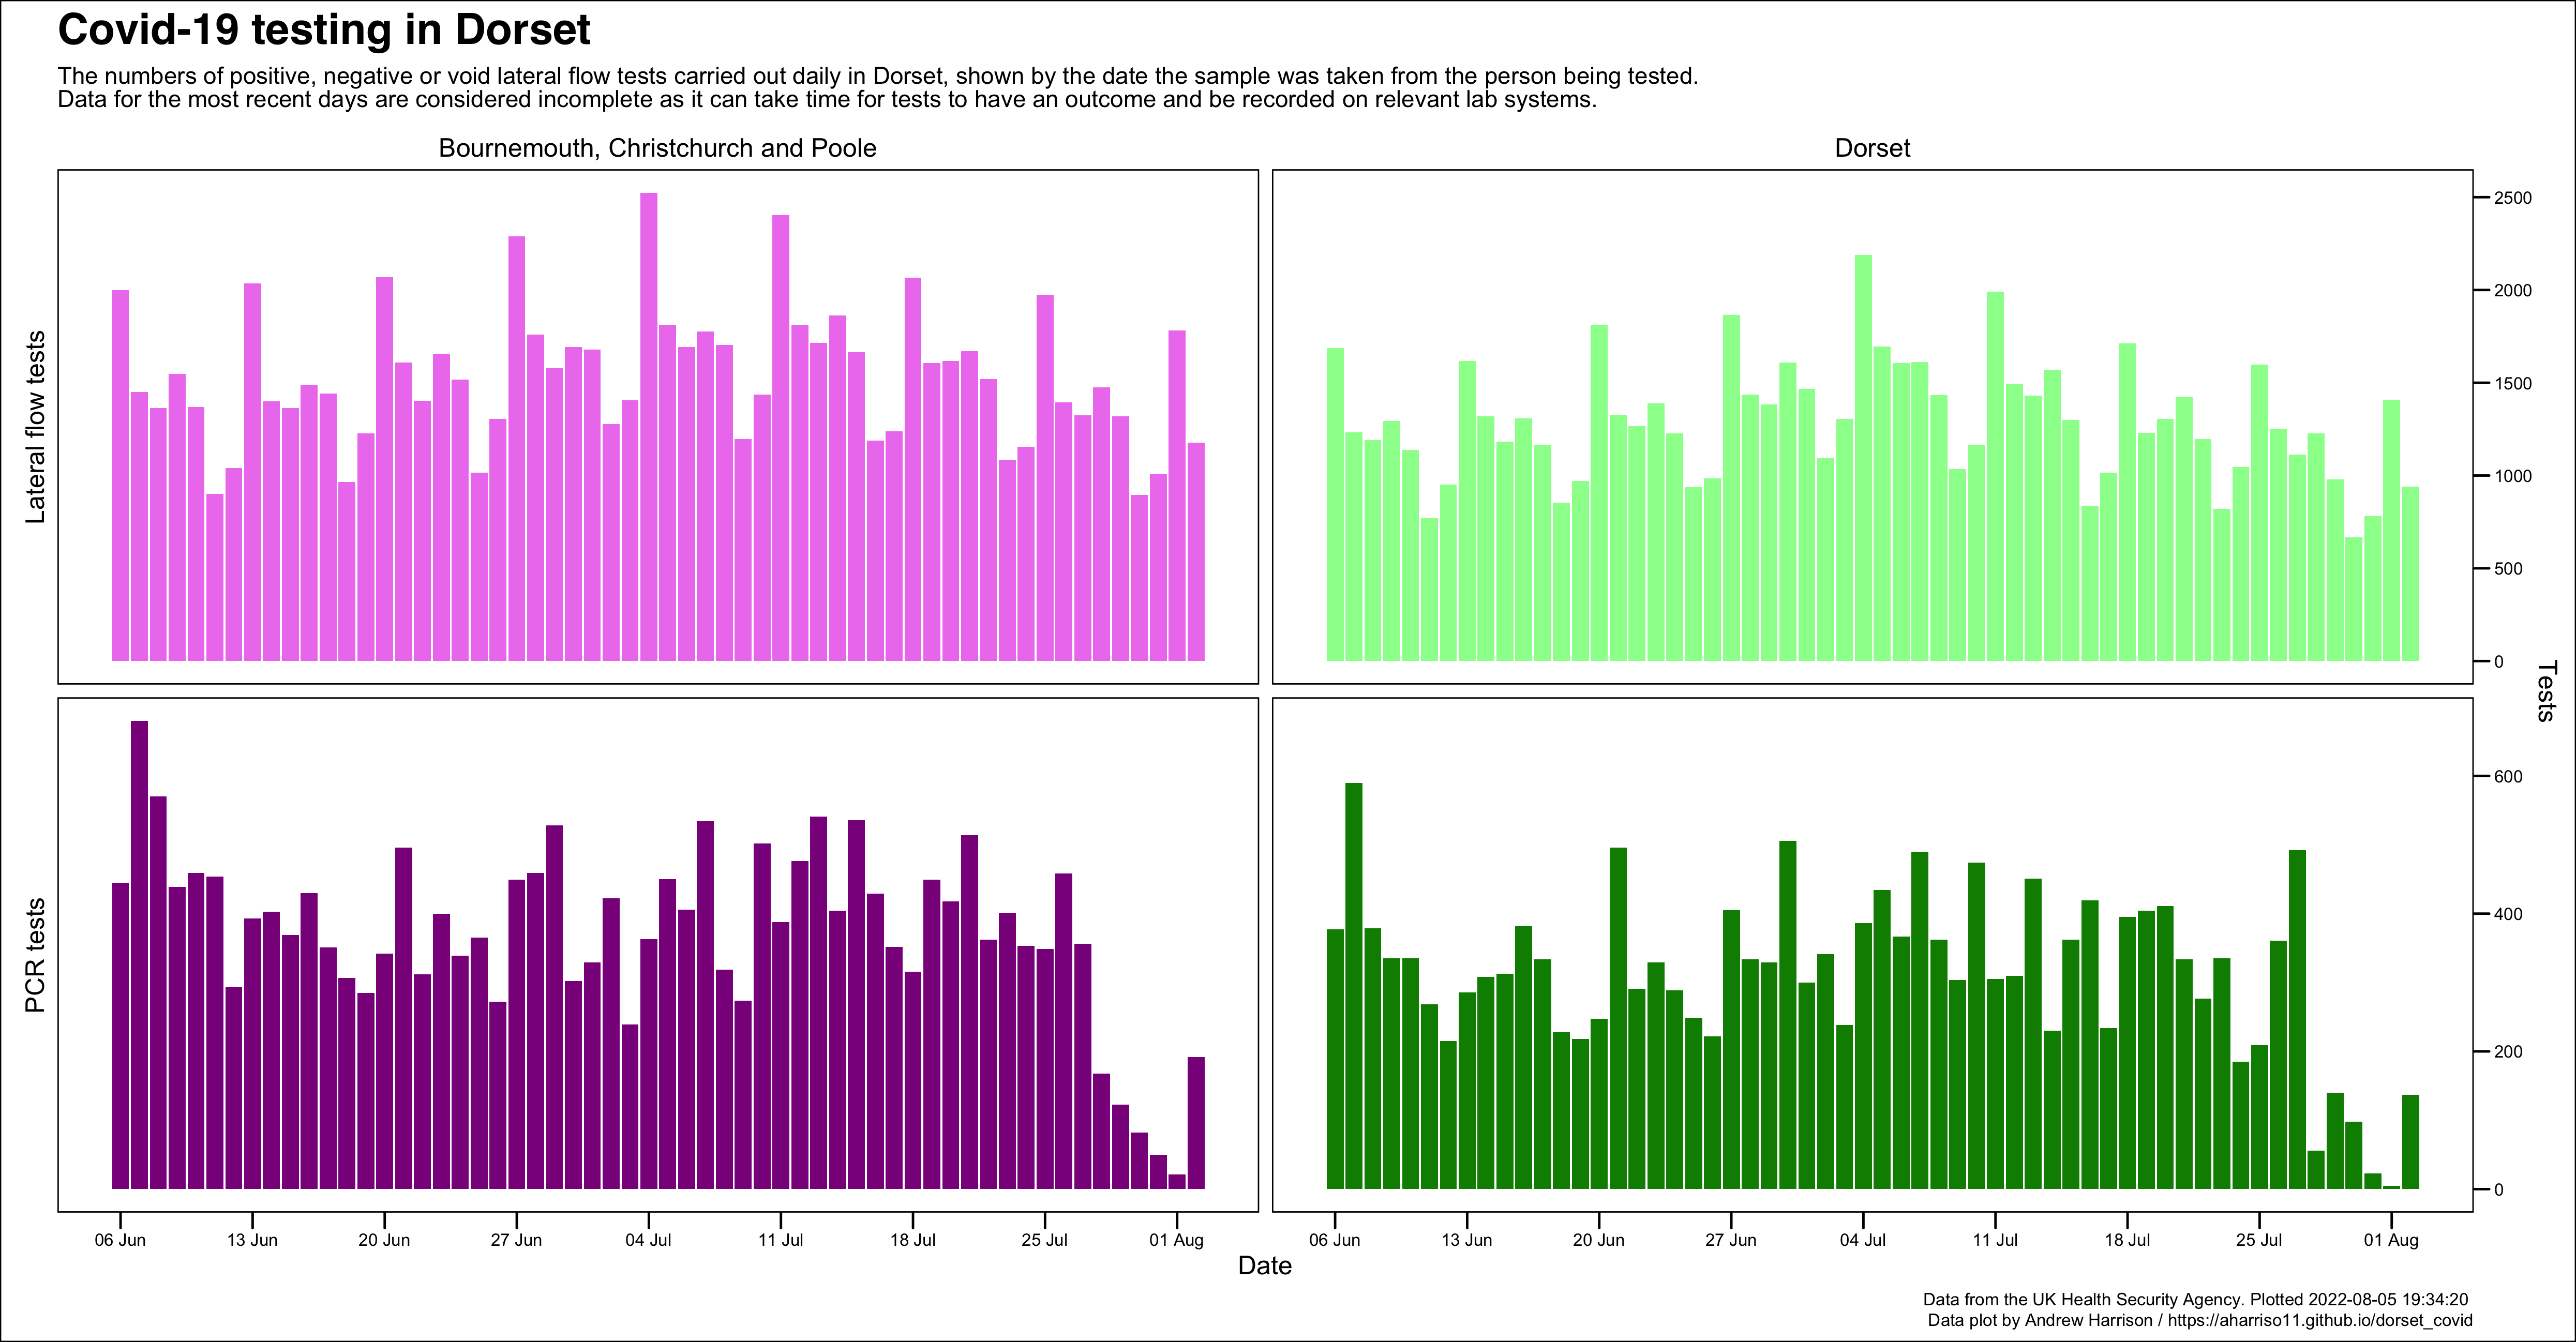 Covid-19 testing in Dorset
The numbers of positive, negative or void lateral flow tests carried out daily in Dorset, shown by the date the sample was taken from the person being tested.
Data for the most recent days are considered incomplete as it can take time for tests to have an outcome and be recorded on relevant lab systems.
Bournemouth, Christchurch and Poole
Dorset
Lateral flow tests
2500
2000
1500
1000
500
0
Tests
PCR tests
600
400
200
0
06 Jun
13 Jun
20 Jun
27 Jun
04 Jul
11 Jul
18 Jul
25 Jul
01 Aug
06 Jun
13 Jun
20 Jun
27 Jun
04 Jul
11 Jul
18 Jul
25 Jul
01 Aug
Date
Data from the UK Health Security Agency. Plotted 2022-08-05 19:34:20
Data plot by Andrew Harrison / https://aharriso11.github.io/dorset_covid